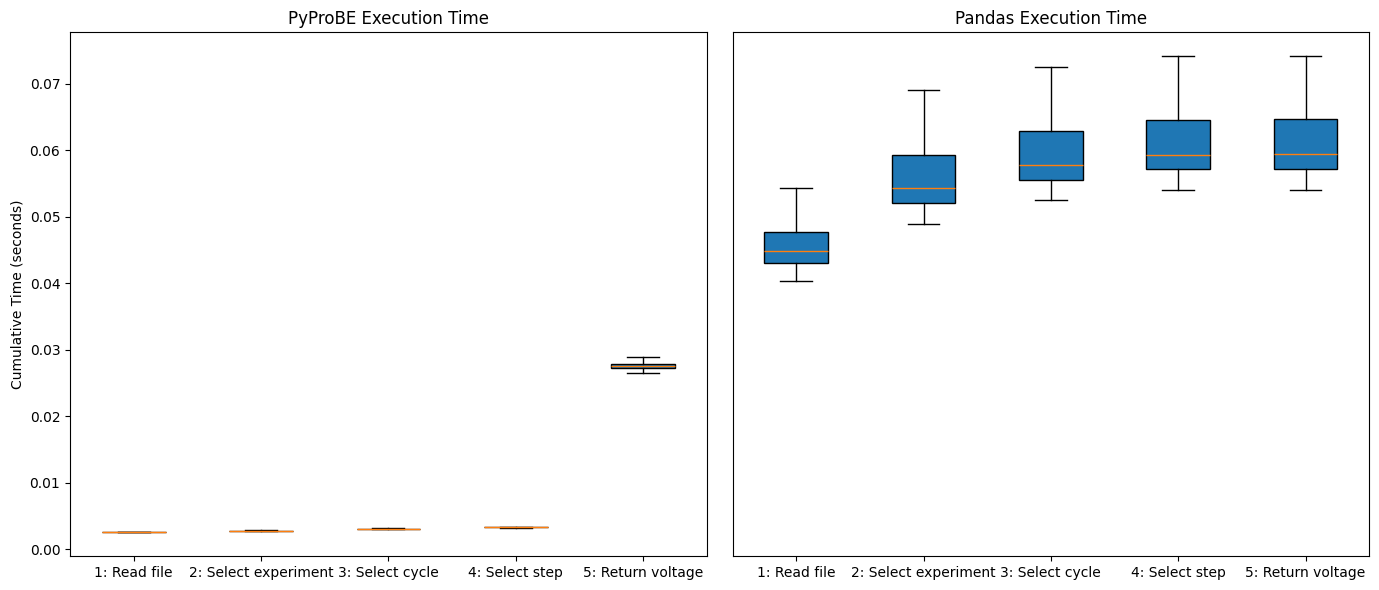 PyProBE Execution Time
Pandas Execution Time
Cumulative Time (seconds)
0.07
0.06
0.05
0.04
0.03
0.02
0.01
0.00
1: Read file
2: Select experiment
3: Select cycle
4: Select step
5: Return voltage
1: Read file
2: Select experiment
3: Select cycle
4: Select step
5: Return voltage